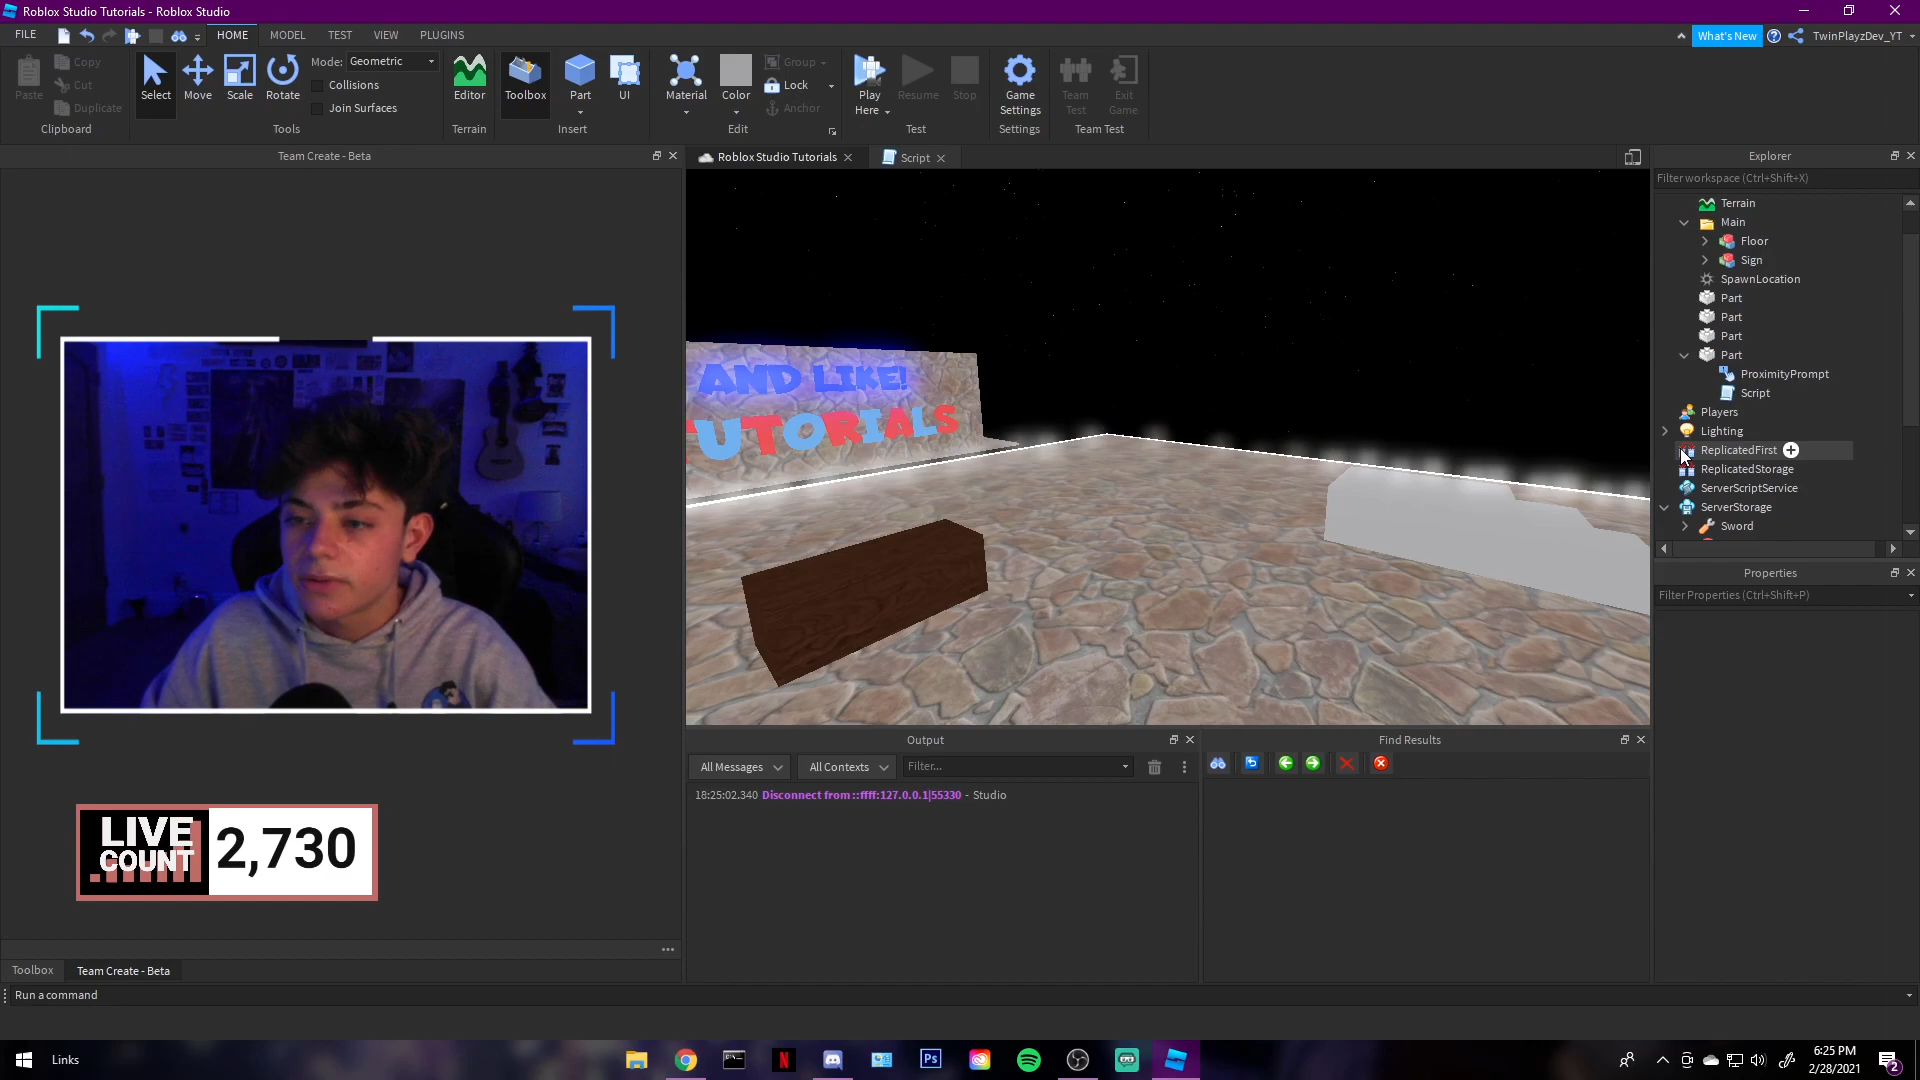 Roblox Studio Tutorials - Roblox Studio
FILE
HOME
MODEL
TEST
VIEW
PLUGINS
What's New
TwinPlayzDev_YT
Paste
Copy
Cut
Duplicate
Clipboard
Select
Move
Scale
Rotate
Mode: Geometric
Collisions
Join Surfaces
Tools
Editor
Terrain
Toolbox
Part
UI
Insert
Material
Color
Group
Lock
Anchor
Edit
Play
Here
Resume
Stop
Test
Game
Settings
Settings
Team
Test
Exit
Game
Team Test
Team Create - Beta
Roblox Studio Tutorials
Script
AND LIKE!
TUTORIALS
LIVE
COUNT
2,730
Output
All Messages
All Contexts
Filter...
18:25:02.340 Disconnect from ::ffff:127.0.0.1|55330 - Studio
Find Results
Explorer
Filter workspace (Ctrl+Shift+X)
Terrain
Main
Floor
Sign
SpawnLocation
Part
Part
Part
Part
ProximityPrompt
Script
Players
Lighting
ReplicatedFirst
ReplicatedStorage
ServerScriptService
ServerStorage
Sword
Properties
Filter Properties (Ctrl+Shift+P)
Toolbox
Team Create - Beta
Run a command
Links
N
Ps
6:25 PM
2/28/2021
2